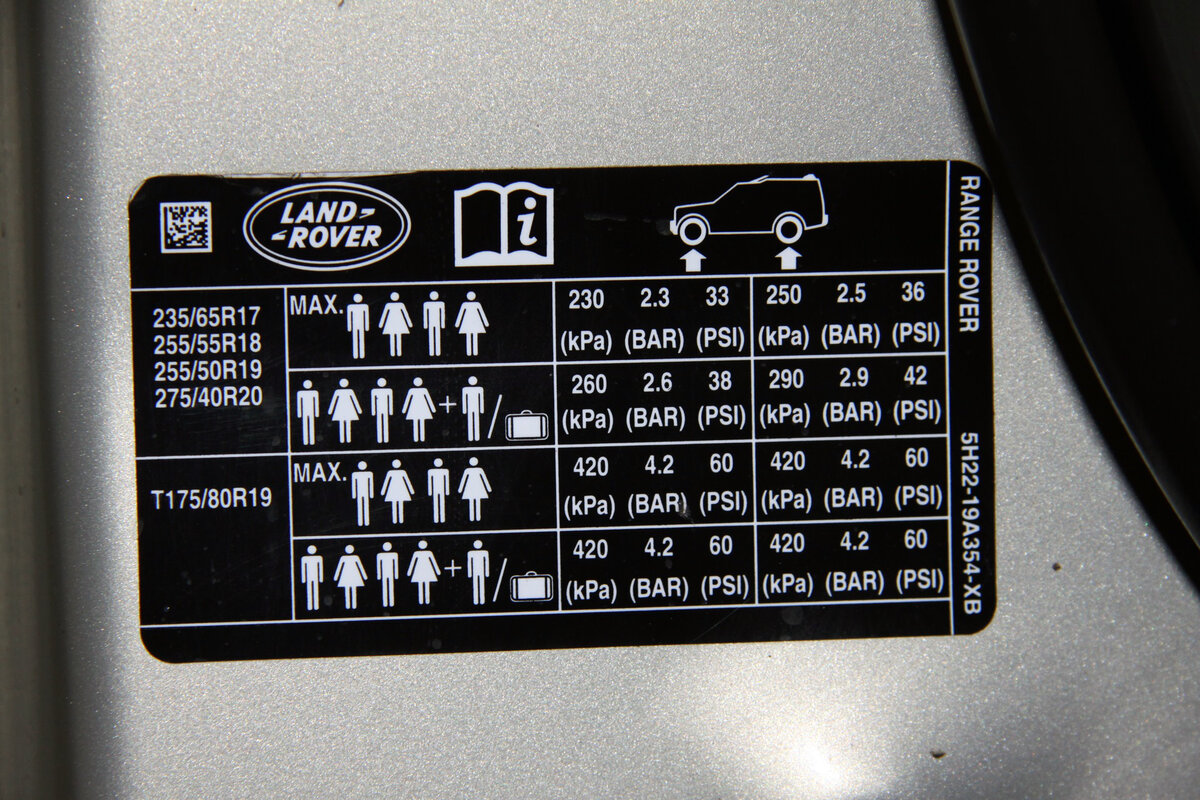 LAND-
-ROVER
i
RANGE ROVER
5H22-19A354-XB
235/65R17
255/55R18
255/50R19
275/40R20
MAX.
230 2.3 33 250 2.5 36
(kPa) (BAR) (PSI) (kPa) (BAR) (PSI)
+ /
260 2.6 38 290 2.9 42
(kPa) (BAR) (PSI) (kPa) (BAR) (PSI)
T175/80R19
MAX.
420 4.2 60 420 4.2 60
(kPa) (BAR) (PSI) (kPa) (BAR) (PSI)
+ /
420 4.2 60 420 4.2 60
(kPa) (BAR) (PSI) (kPa) (BAR) (PSI)